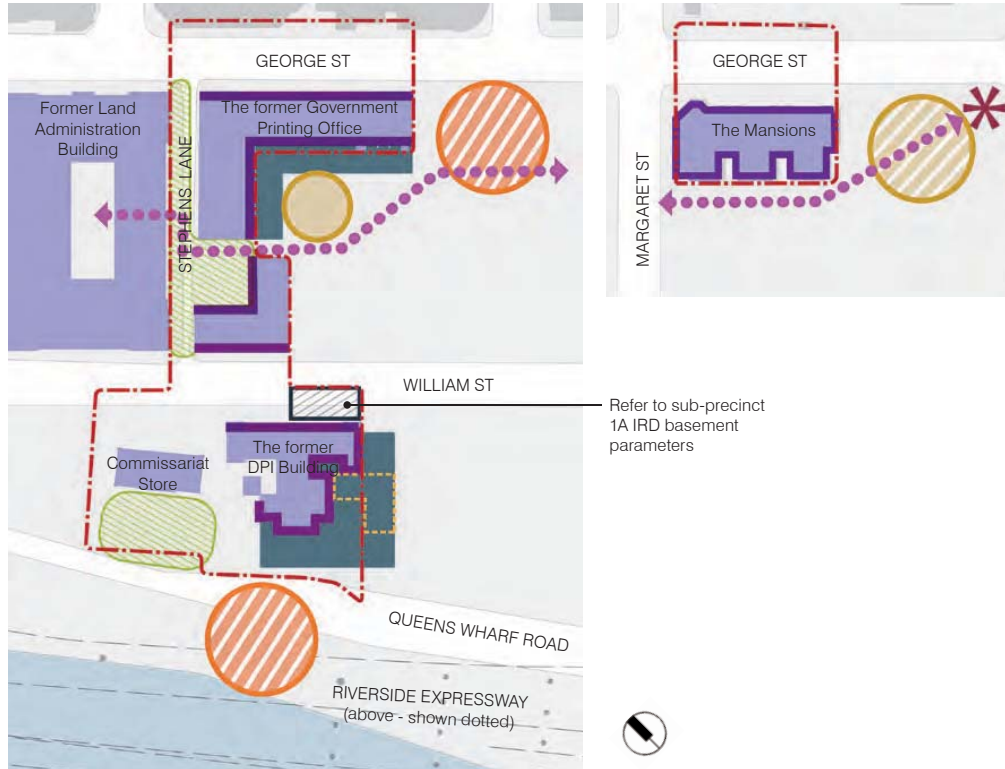 GEORGE ST
Former Land
Administration
Building
The former Government
Printing Office
STEPHENS LANE
WILLIAM ST
Commissariat
Store
The former
DPI Building
QUEENS WHARF ROAD
RIVERSIDE EXPRESSWAY
(above - shown dotted)
GEORGE ST
The Mansions
MARGARET ST
Refer to sub-precinct
1A IRD basement
parameters